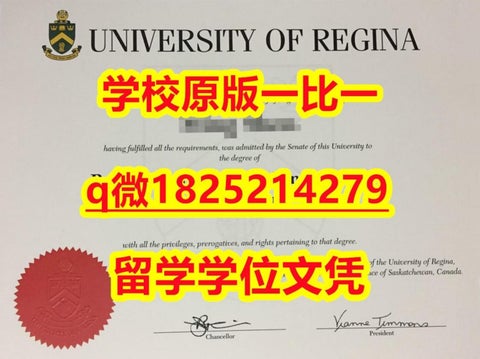 UNIVERSITY OF REGINA
学校原版一比一
having fulfilled all the requirements, was admitted by the Senate of this University to
the degree of
q微1825214279
with all the privileges, prerogatives, and rights pertaining to that degree.
of the University of Regina,
of Saskatchewan, Canada.
留学学位文凭
Vianne Timmons
Chancellor
President